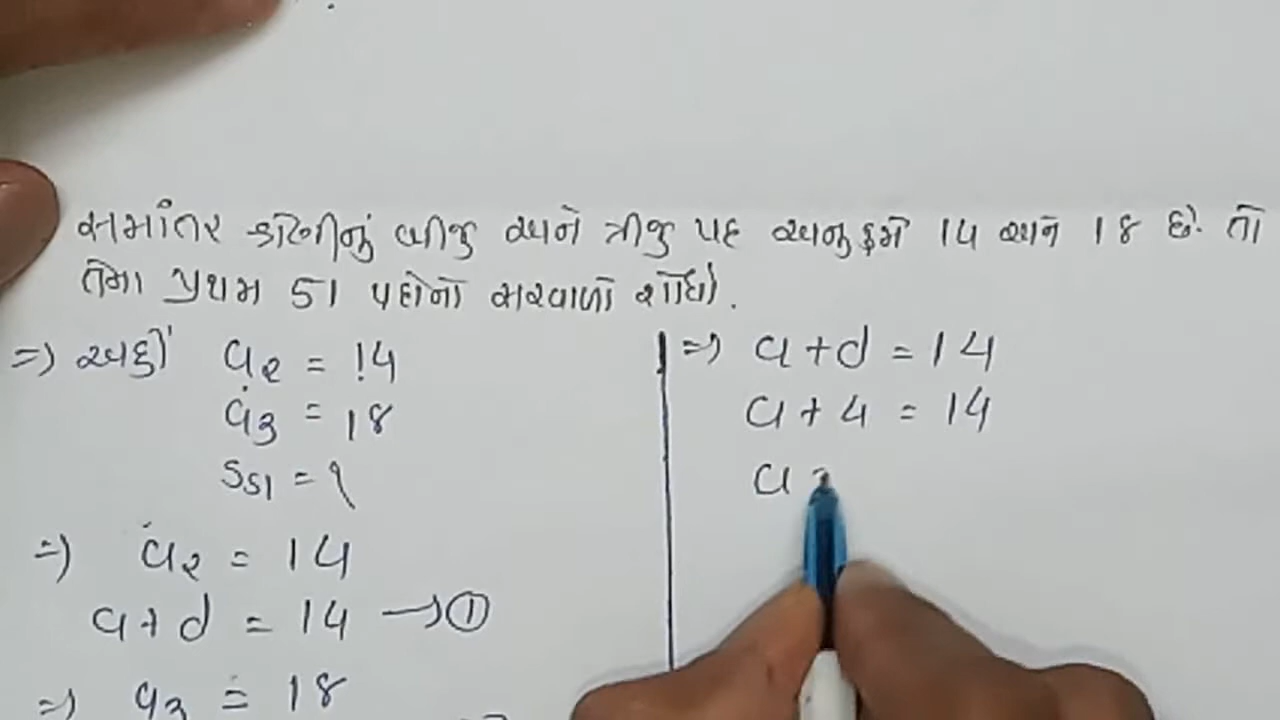 સમાંતર શ્રેણીનું બીજુ અને ત્રીજુ પદ અનુક્રમે 14 અને 18 છે. તો
તેના પ્રથમ 51 પદોનો સરવાળો શોધો.
=> અહીં a₂ = 14
a₃ = 18
S51 = ?
=> a₂ = 14
a + d = 14 → ①
=> a₃ = 18
=> a + d = 14
a + 4 = 14
a =